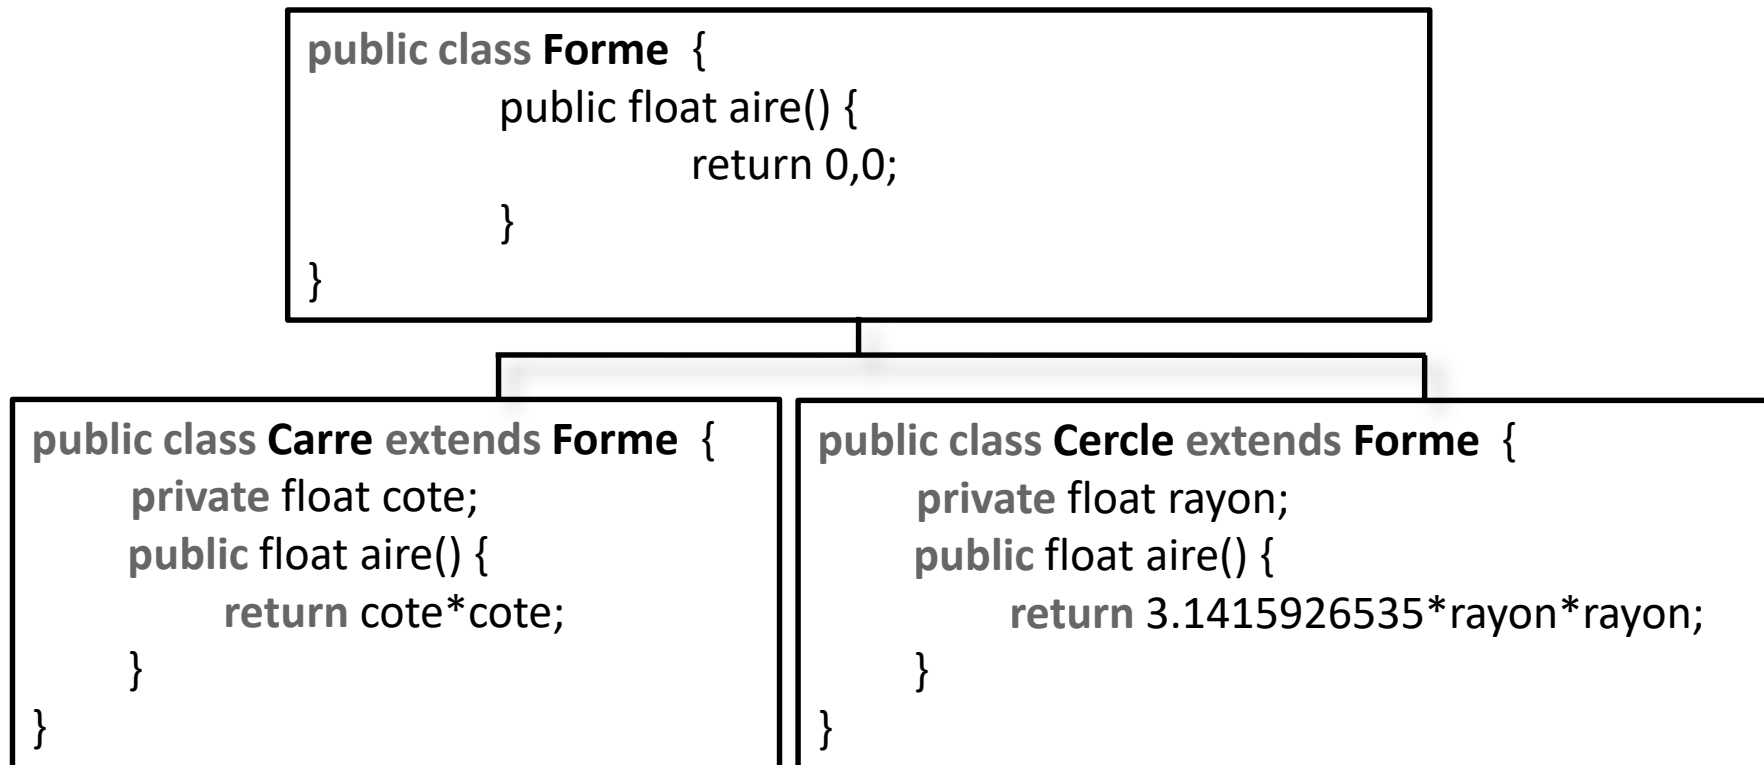 public class Forme {
public float aire() {
return 0,0;
}
}
public class Carre extends Forme {
private float cote;
public float aire() {
return cote*cote;
}
}
public class Cercle extends Forme {
private float rayon;
public float aire() {
return 3.1415926535*rayon*rayon;
}
}